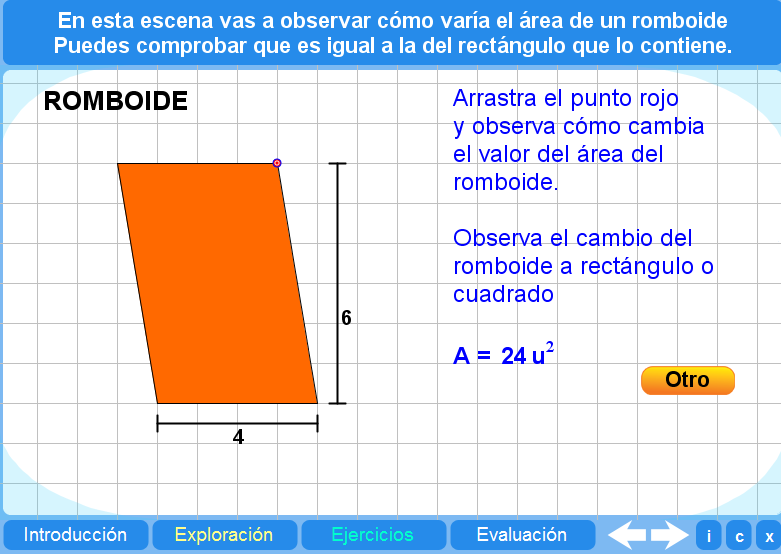 En esta escena vas a observar cómo varía el área de un romboide
Puedes comprobar que es igual a la del rectángulo que lo contiene.
ROMBOIDE
Arrastra el punto rojo
y observa cómo cambia
el valor del área del
romboide.
Observa el cambio del
romboide a rectángulo o
cuadrado
6
A = 24 u²
Otro
4
Introducción
Exploración
Ejercicios
Evaluación
i
c
x